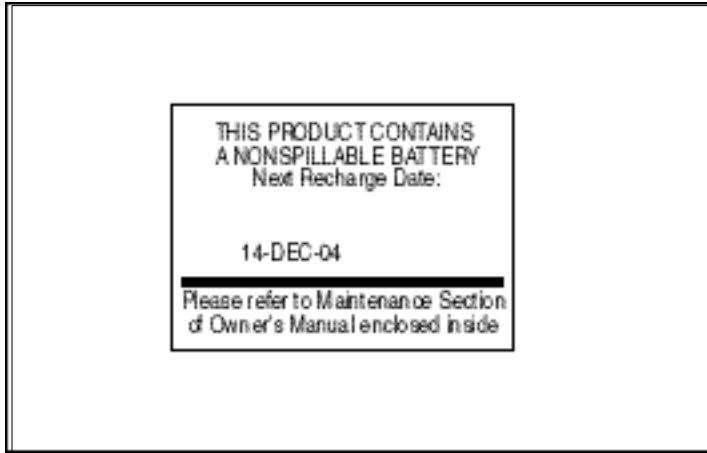 THIS PRODUCT CONTAINS
A NONSPILLABLE BATTERY
Next Recharge Date:
14-DEC-04
Please refer to Maintenance Section
of Owner's Manual enclosed inside